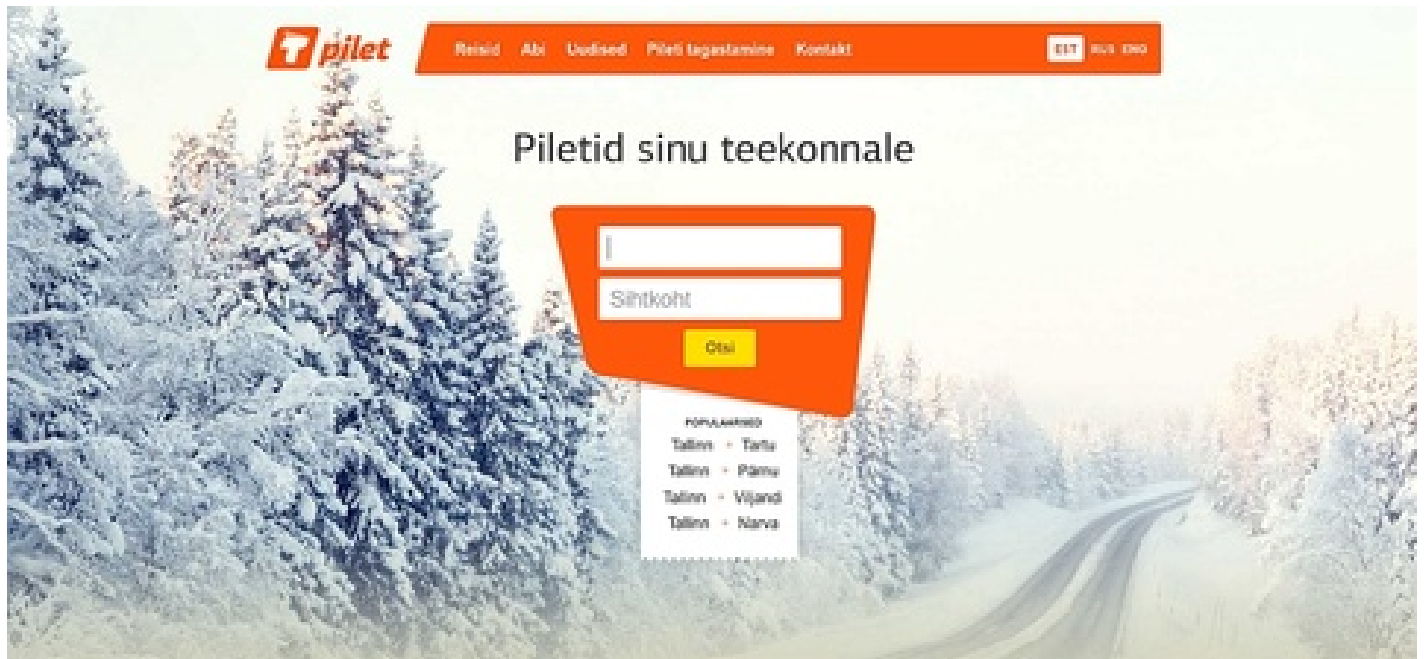 T pilet
Reisid Abi Uudised Pileti tagastamine Kontakt
EST RUS ENG
Piletid sinu teekonnale
Sihtkoht
Otsi
POPULAARSED
Tallinn • Tartu
Tallinn • Pärnu
Tallinn • Viljandi
Tallinn • Narva